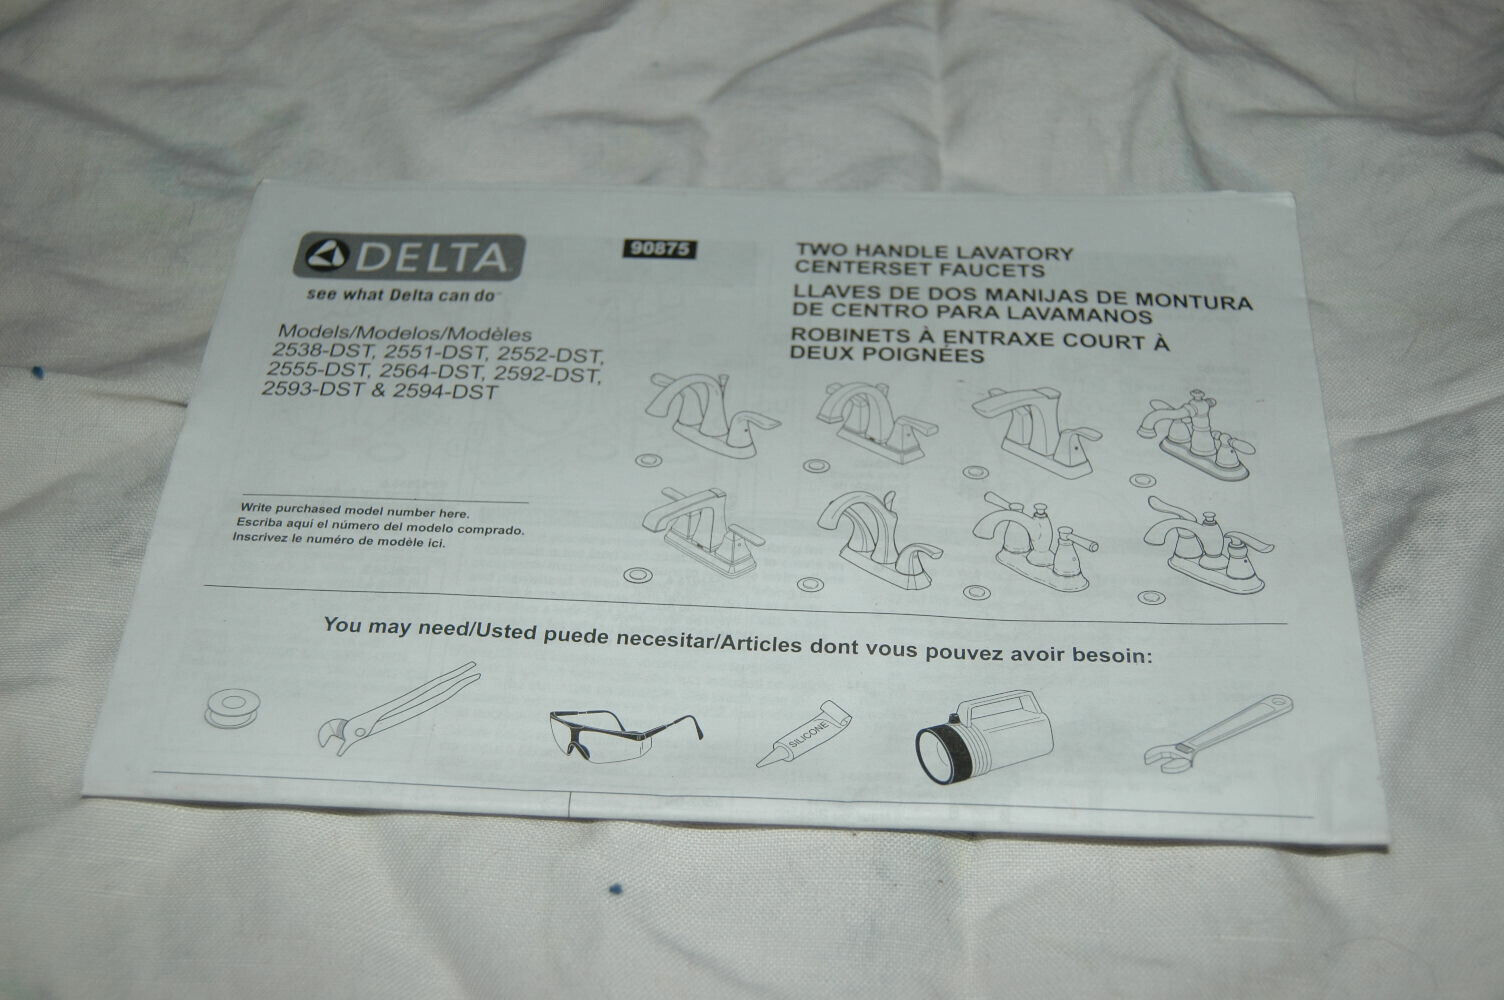 DELTA
see what Delta can do
90875
TWO HANDLE LAVATORY
CENTERSET FAUCETS
LLAVES DE DOS MANIJAS DE MONTURA
DE CENTRO PARA LAVAMANOS
ROBINETS À ENTRAXE COURT À
DEUX POIGNÉES
Models/Modelos/Modèles
2538-DST, 2551-DST, 2552-DST,
2555-DST, 2564-DST, 2592-DST,
2593-DST & 2594-DST
Write purchased model number here.
Escriba aquí el número del modelo comprado.
Inscrivez le numéro de modèle ici.
You may need/Usted puede necesitar/Articles dont vous pouvez avoir besoin:
SILICONE